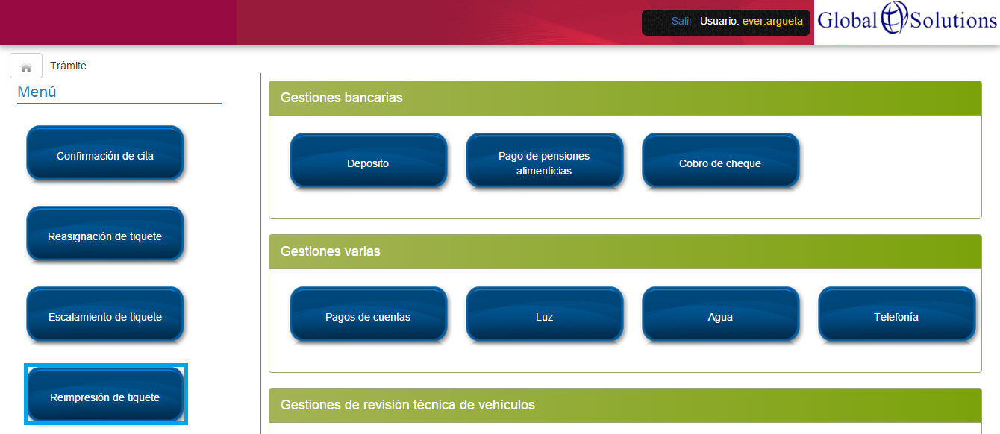 Salir Usuario: ever.argueta
Global Solutions
Trámite
Menú
Confirmación de cita
Reasignación de tiquete
Escalamiento de tiquete
Reimpresión de tiquete
Gestiones bancarias
Deposito
Pago de pensiones
alimenticias
Cobro de cheque
Gestiones varias
Pagos de cuentas
Luz
Agua
Telefonía
Gestiones de revisión técnica de vehículos